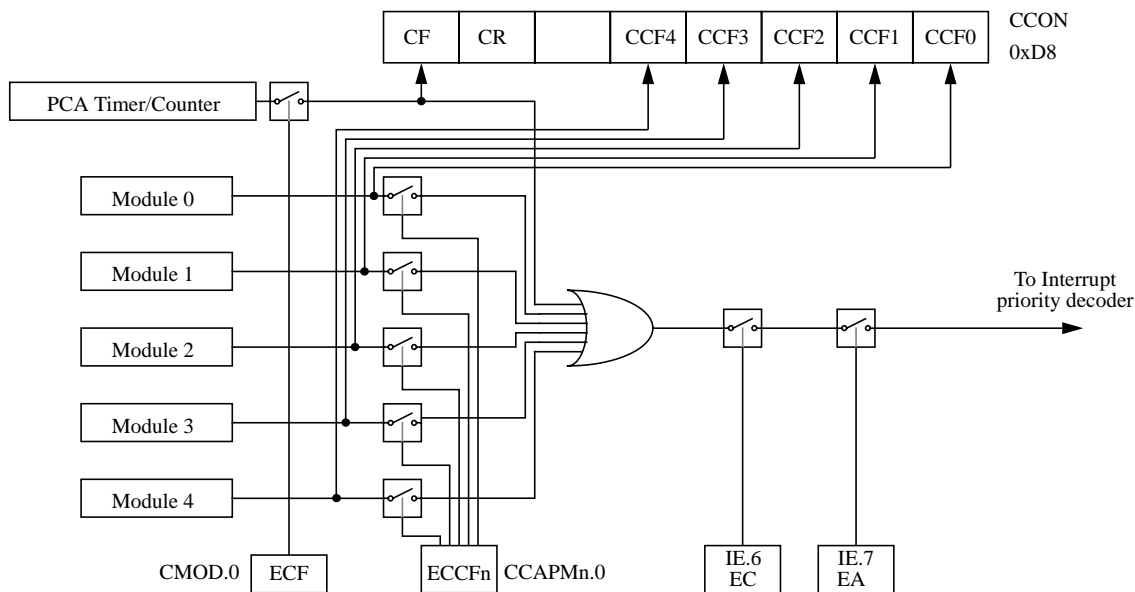 CF CR CCF4 CCF3 CCF2 CCF1 CCF0 CCON
0xD8
PCA Timer/Counter
Module 0
Module 1
Module 2
Module 3
Module 4
To Interrupt
priority decoder
CMOD.0 ECF
ECCFn CCAPMn.0
IE.6
EC
IE.7
EA